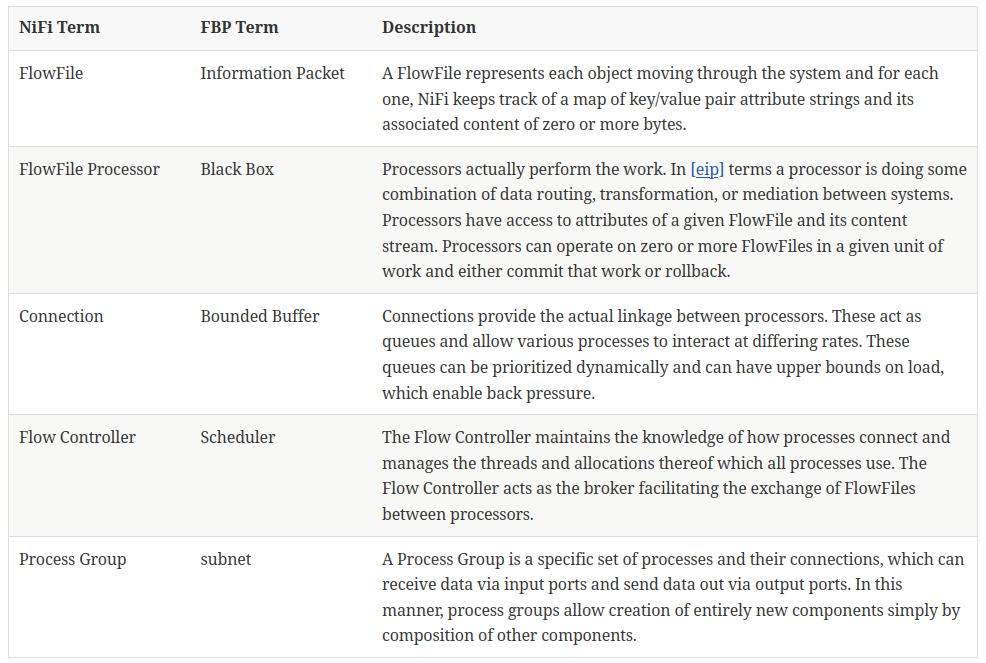 NiFi Term FBP Term Description
FlowFile Information Packet A FlowFile represents each object moving through the system and for each
one, NiFi keeps track of a map of key/value pair attribute strings and its
associated content of zero or more bytes.
FlowFile Processor Black Box Processors actually perform the work. In [eip] terms a processor is doing some
combination of data routing, transformation, or mediation between systems.
Processors have access to attributes of a given FlowFile and its content
stream. Processors can operate on zero or more FlowFiles in a given unit of
work and either commit that work or rollback.
Connection Bounded Buffer Connections provide the actual linkage between processors. These act as
queues and allow various processes to interact at differing rates. These
queues can be prioritized dynamically and can have upper bounds on load,
which enable back pressure.
Flow Controller Scheduler The Flow Controller maintains the knowledge of how processes connect and
manages the threads and allocations thereof which all processes use. The
Flow Controller acts as the broker facilitating the exchange of FlowFiles
between processors.
Process Group subnet A Process Group is a specific set of processes and their connections, which can
receive data via input ports and send data out via output ports. In this
manner, process groups allow creation of entirely new components simply by
composition of other components.